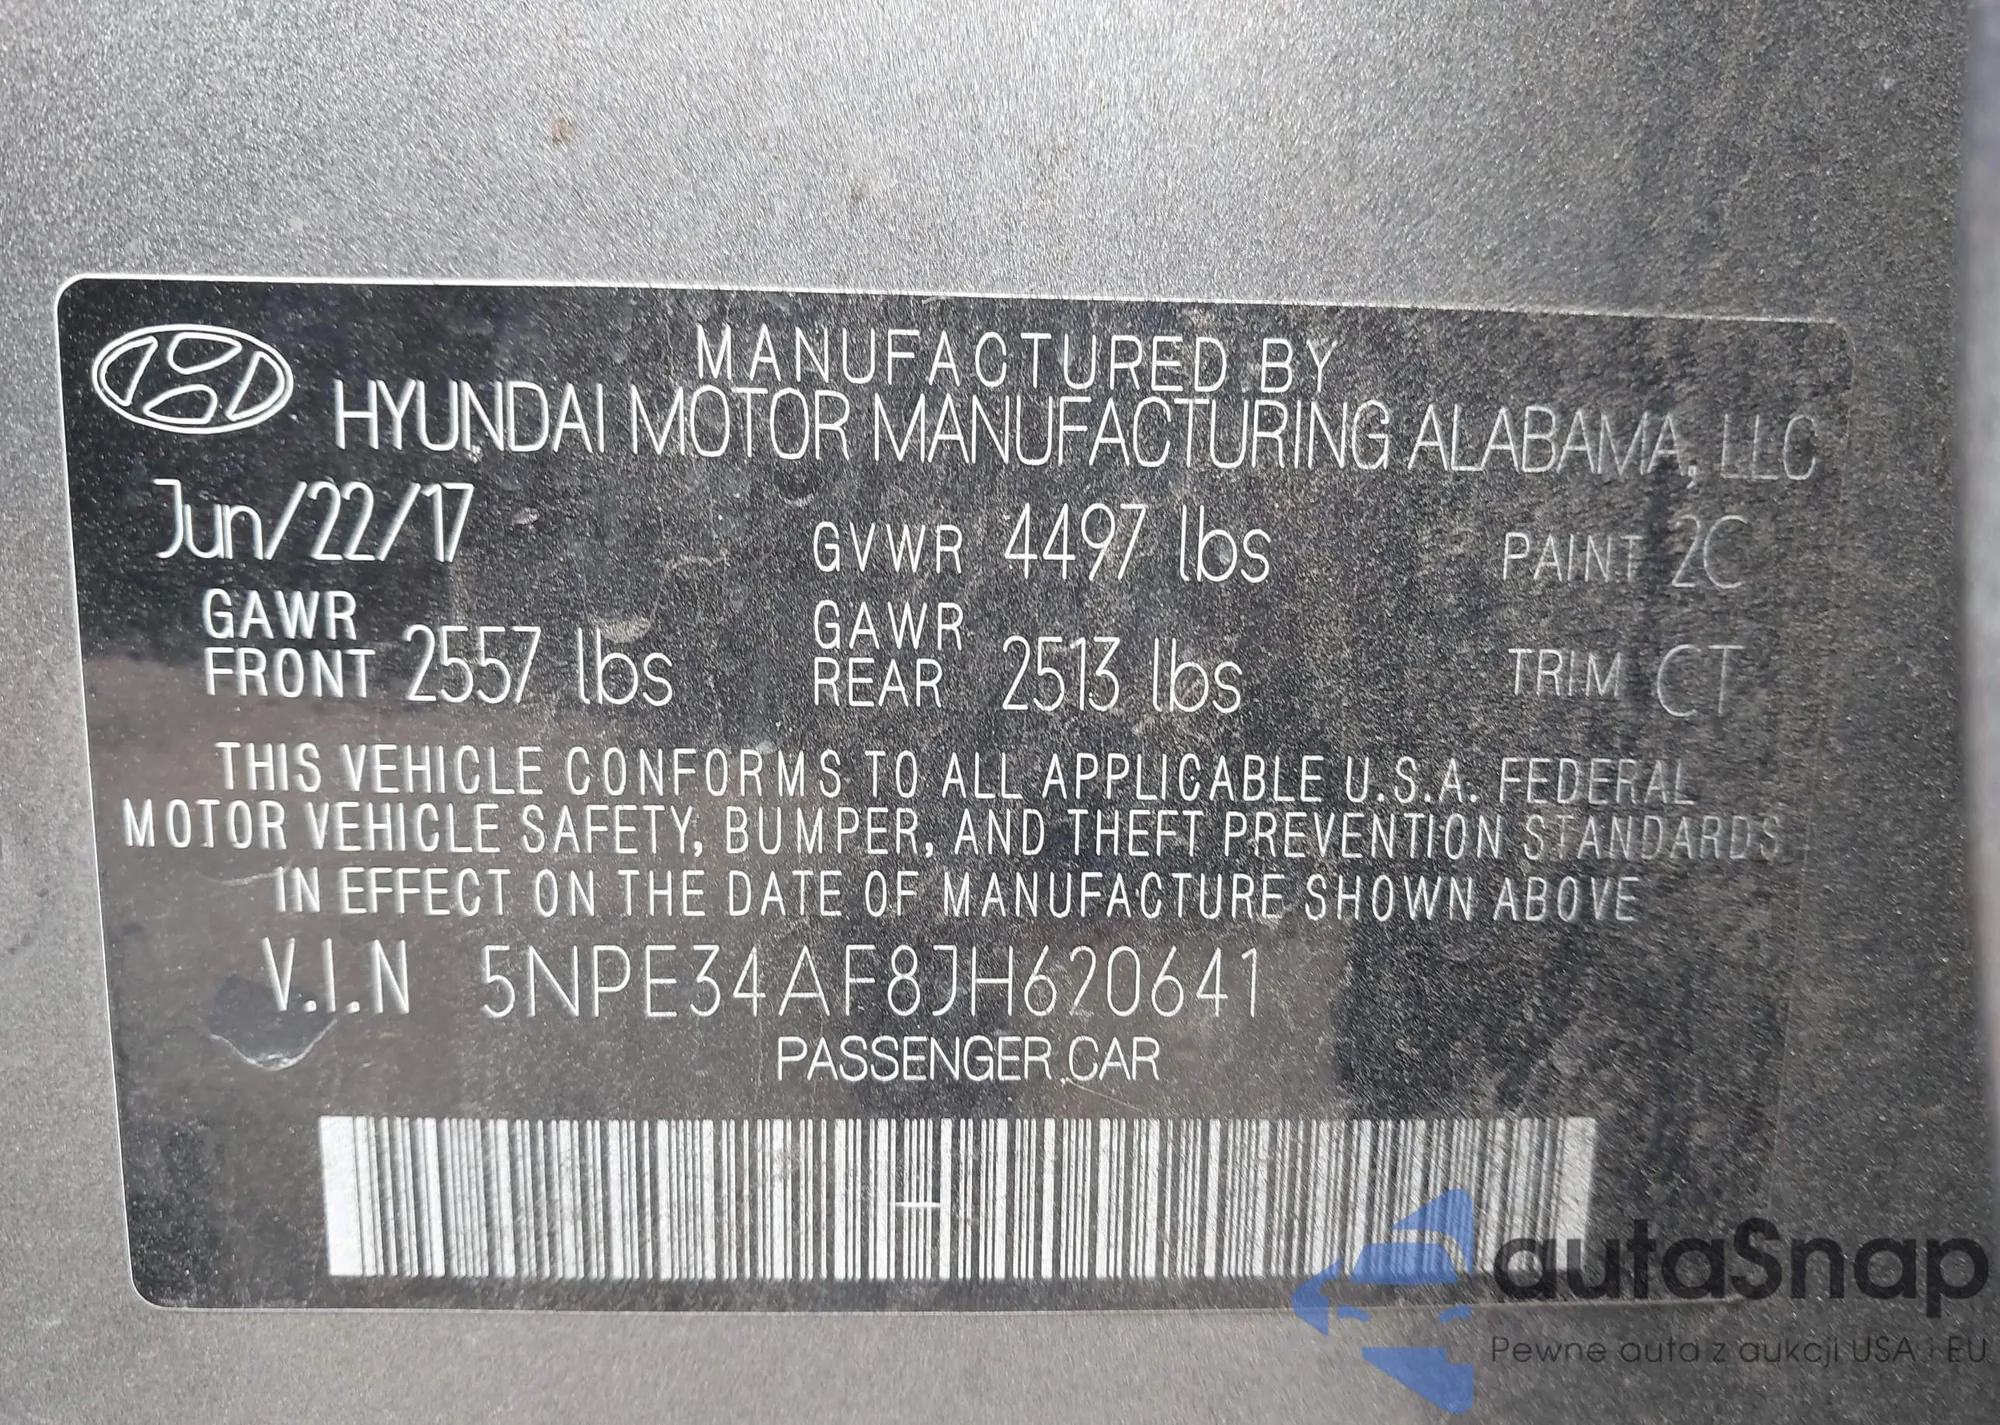 MANUFACTURED BY
HYUNDAI MOTOR MANUFACTURING ALABAMA, LLC
Jun/22/17 GVWR 4497 lbs PAINT 2C
GAWR FRONT 2557 lbs GAWR REAR 2513 lbs TRIM CT
THIS VEHICLE CONFORMS TO ALL APPLICABLE U.S.A. FEDERAL
MOTOR VEHICLE SAFETY, BUMPER, AND THEFT PREVENTION STANDARDS
IN EFFECT ON THE DATE OF MANUFACTURE SHOWN ABOVE
V.I.N 5NPE34AF8JH620641
PASSENGER CAR
autaSnap
Pewne auta z aukcji USA i EU